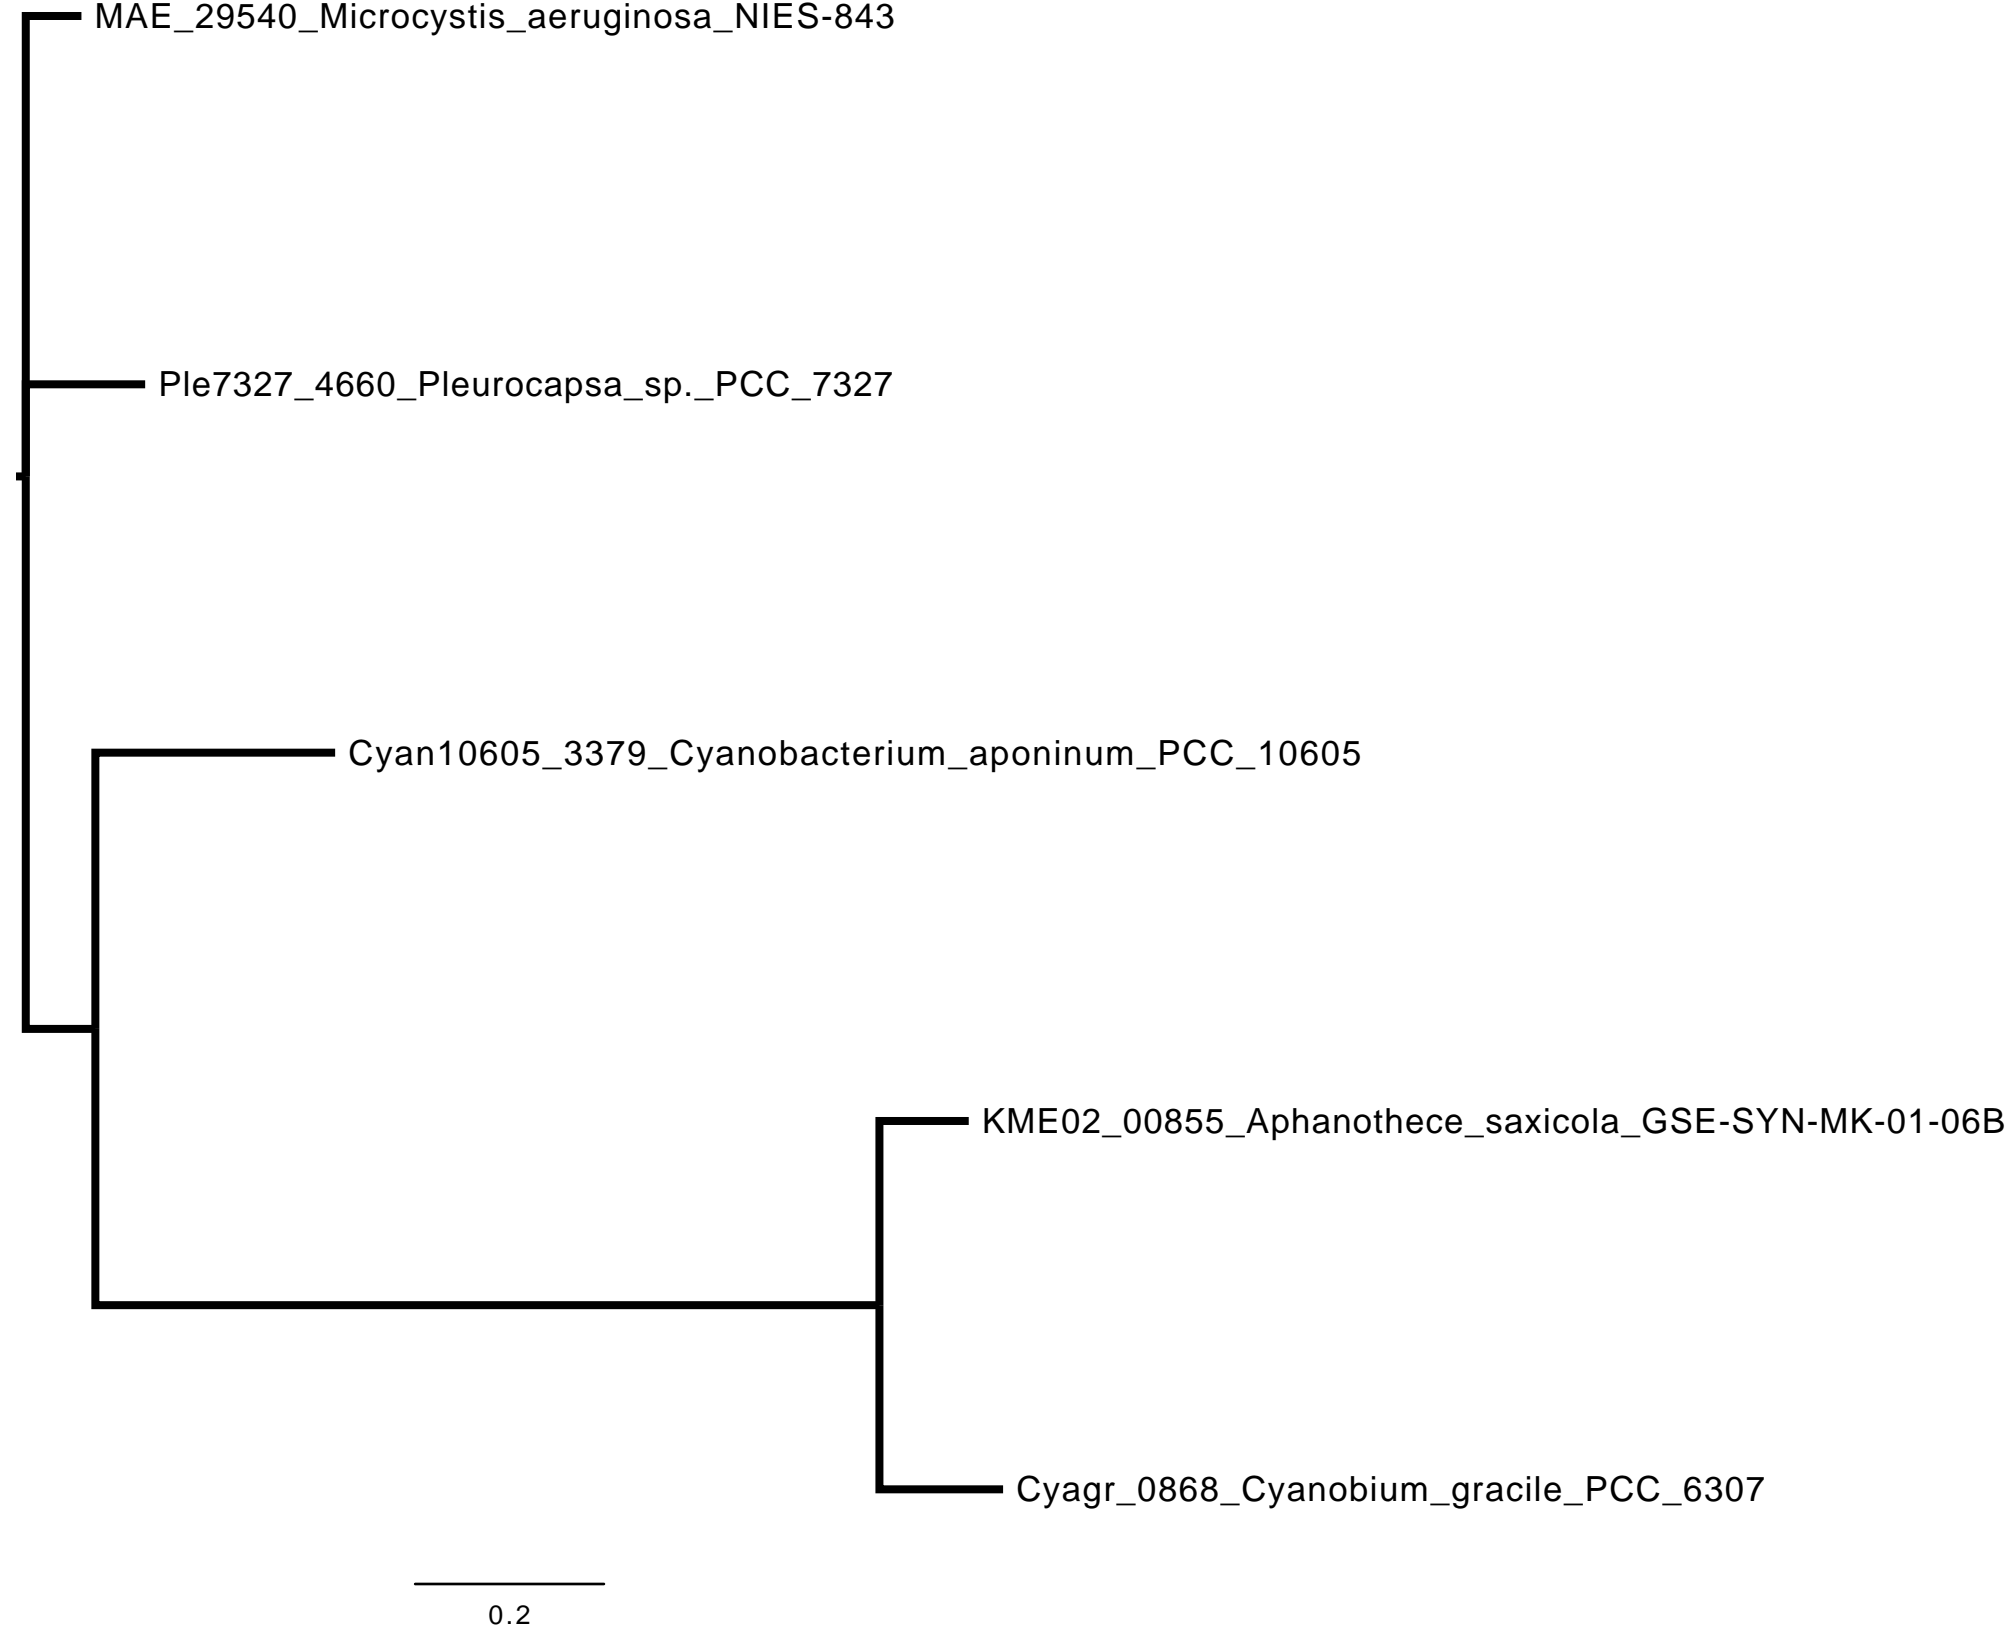 MAE_29540_Microcystis_aeruginosa_NIES-843
Ple7327_4660_Pleurocapsa_sp._PCC_7327
Cyan10605_3379_Cyanobacterium_aponinum_PCC_10605
KME02_00855_Aphanothece_saxicola_GSE-SYN-MK-01-06B
Cyagr_0868_Cyanobium_gracile_PCC_6307
0.2